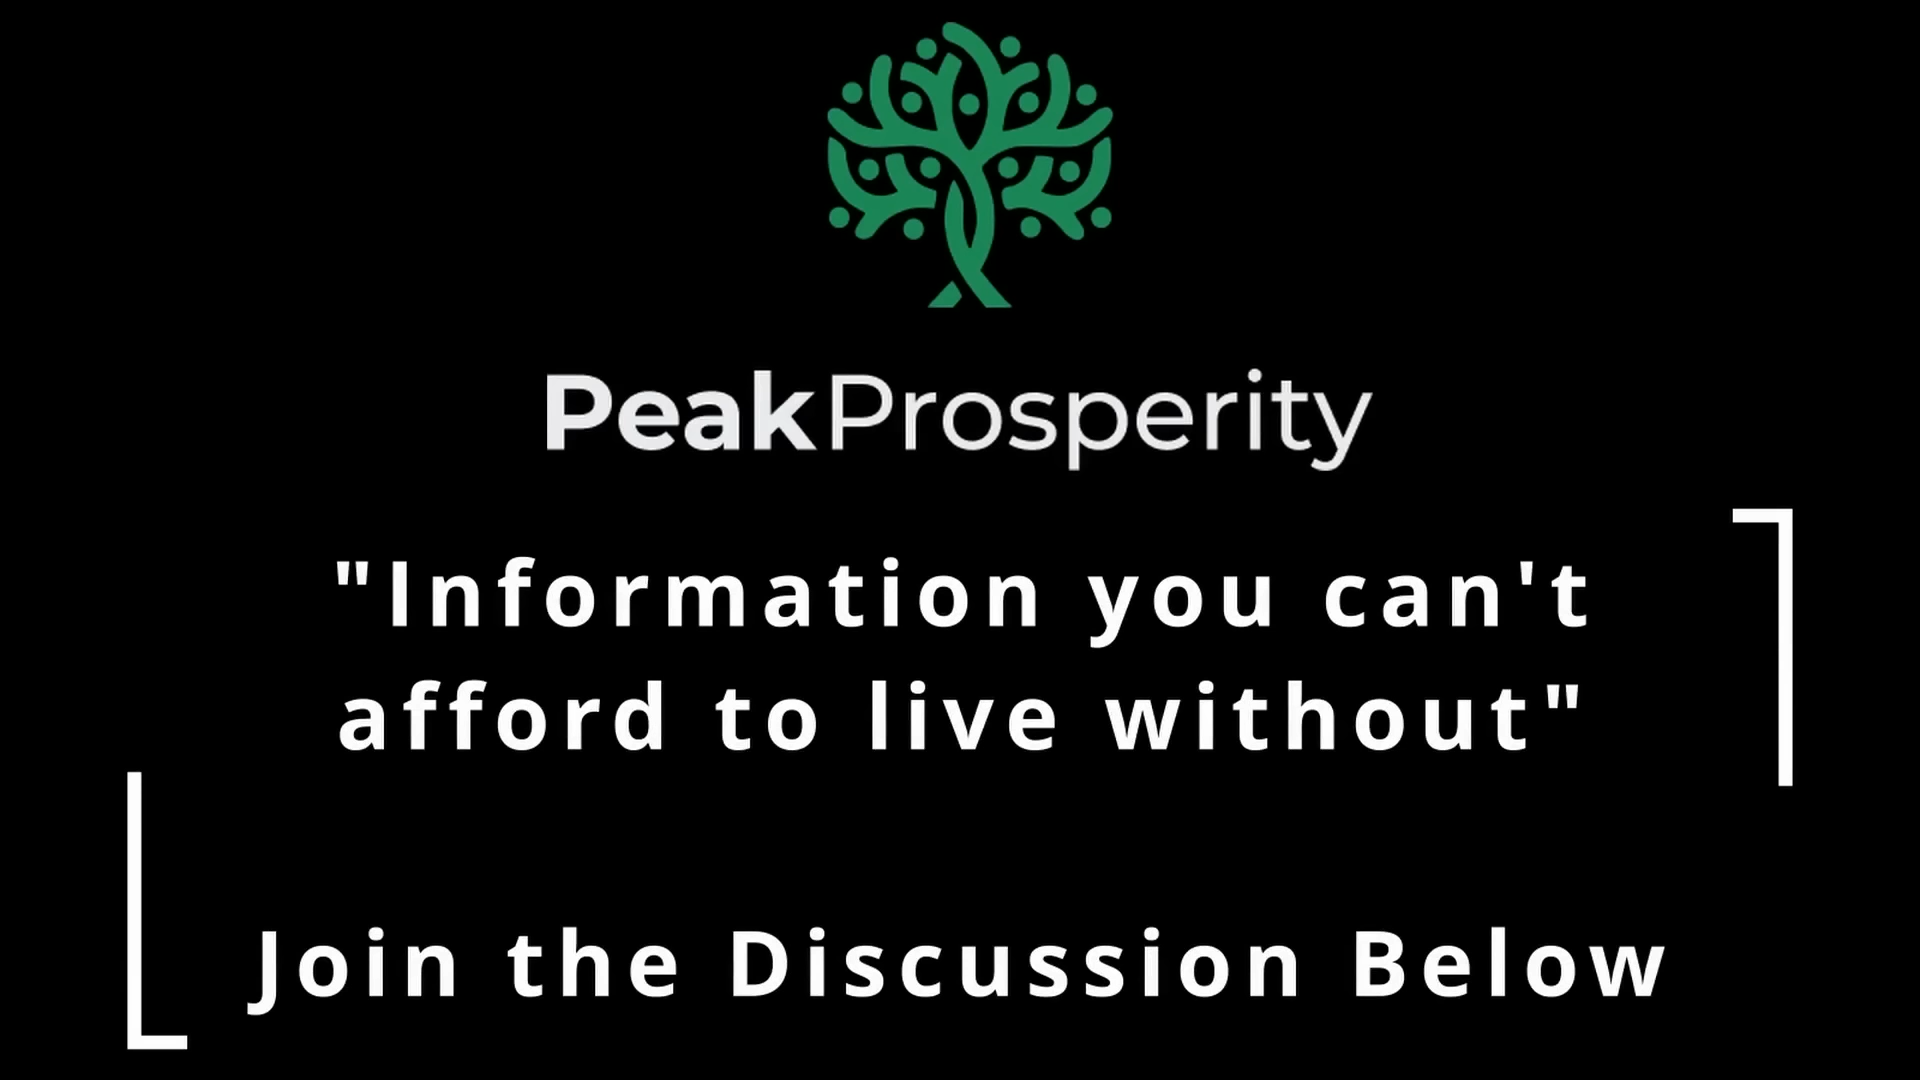 PeakProsperity
"Information you can't
afford to live without"
Join the Discussion Below